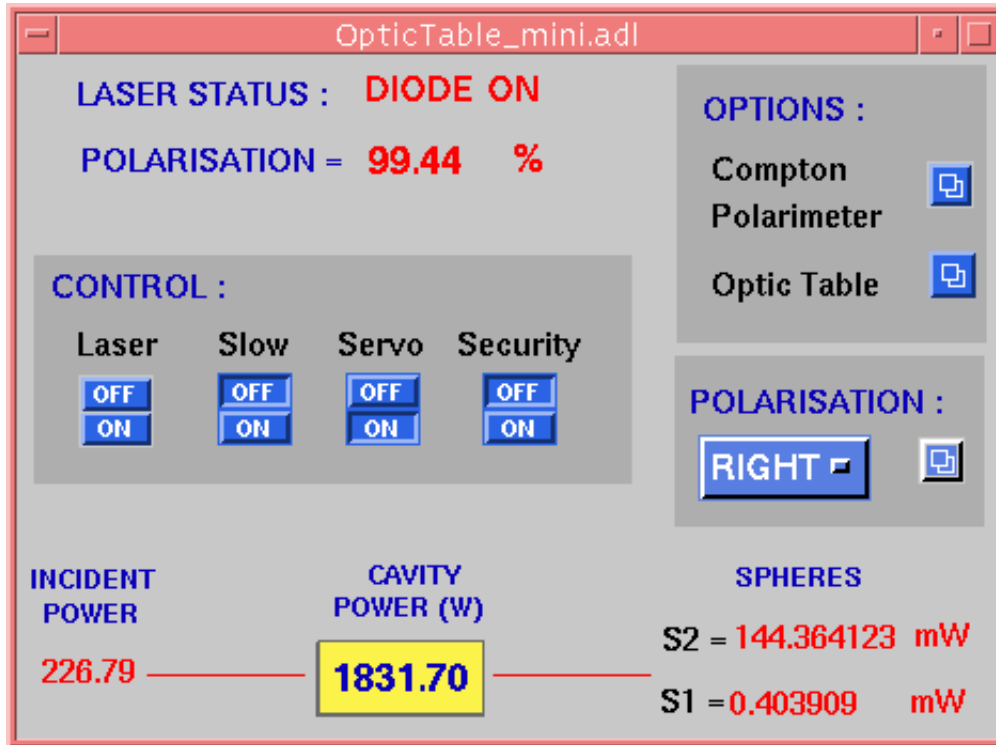 OpticTable_mini.adl
LASER STATUS : DIODE ON
POLARISATION = 99.44 %
OPTIONS :
Compton
Polarimeter
Optic Table
CONTROL :
Laser Slow Servo Security
OFF OFF OFF OFF
ON ON ON ON
POLARISATION :
RIGHT
INCIDENT
POWER
226.79
CAVITY
POWER (W)
1831.70
SPHERES
S2 = 144.364123 mW
S1 = 0.403909 mW